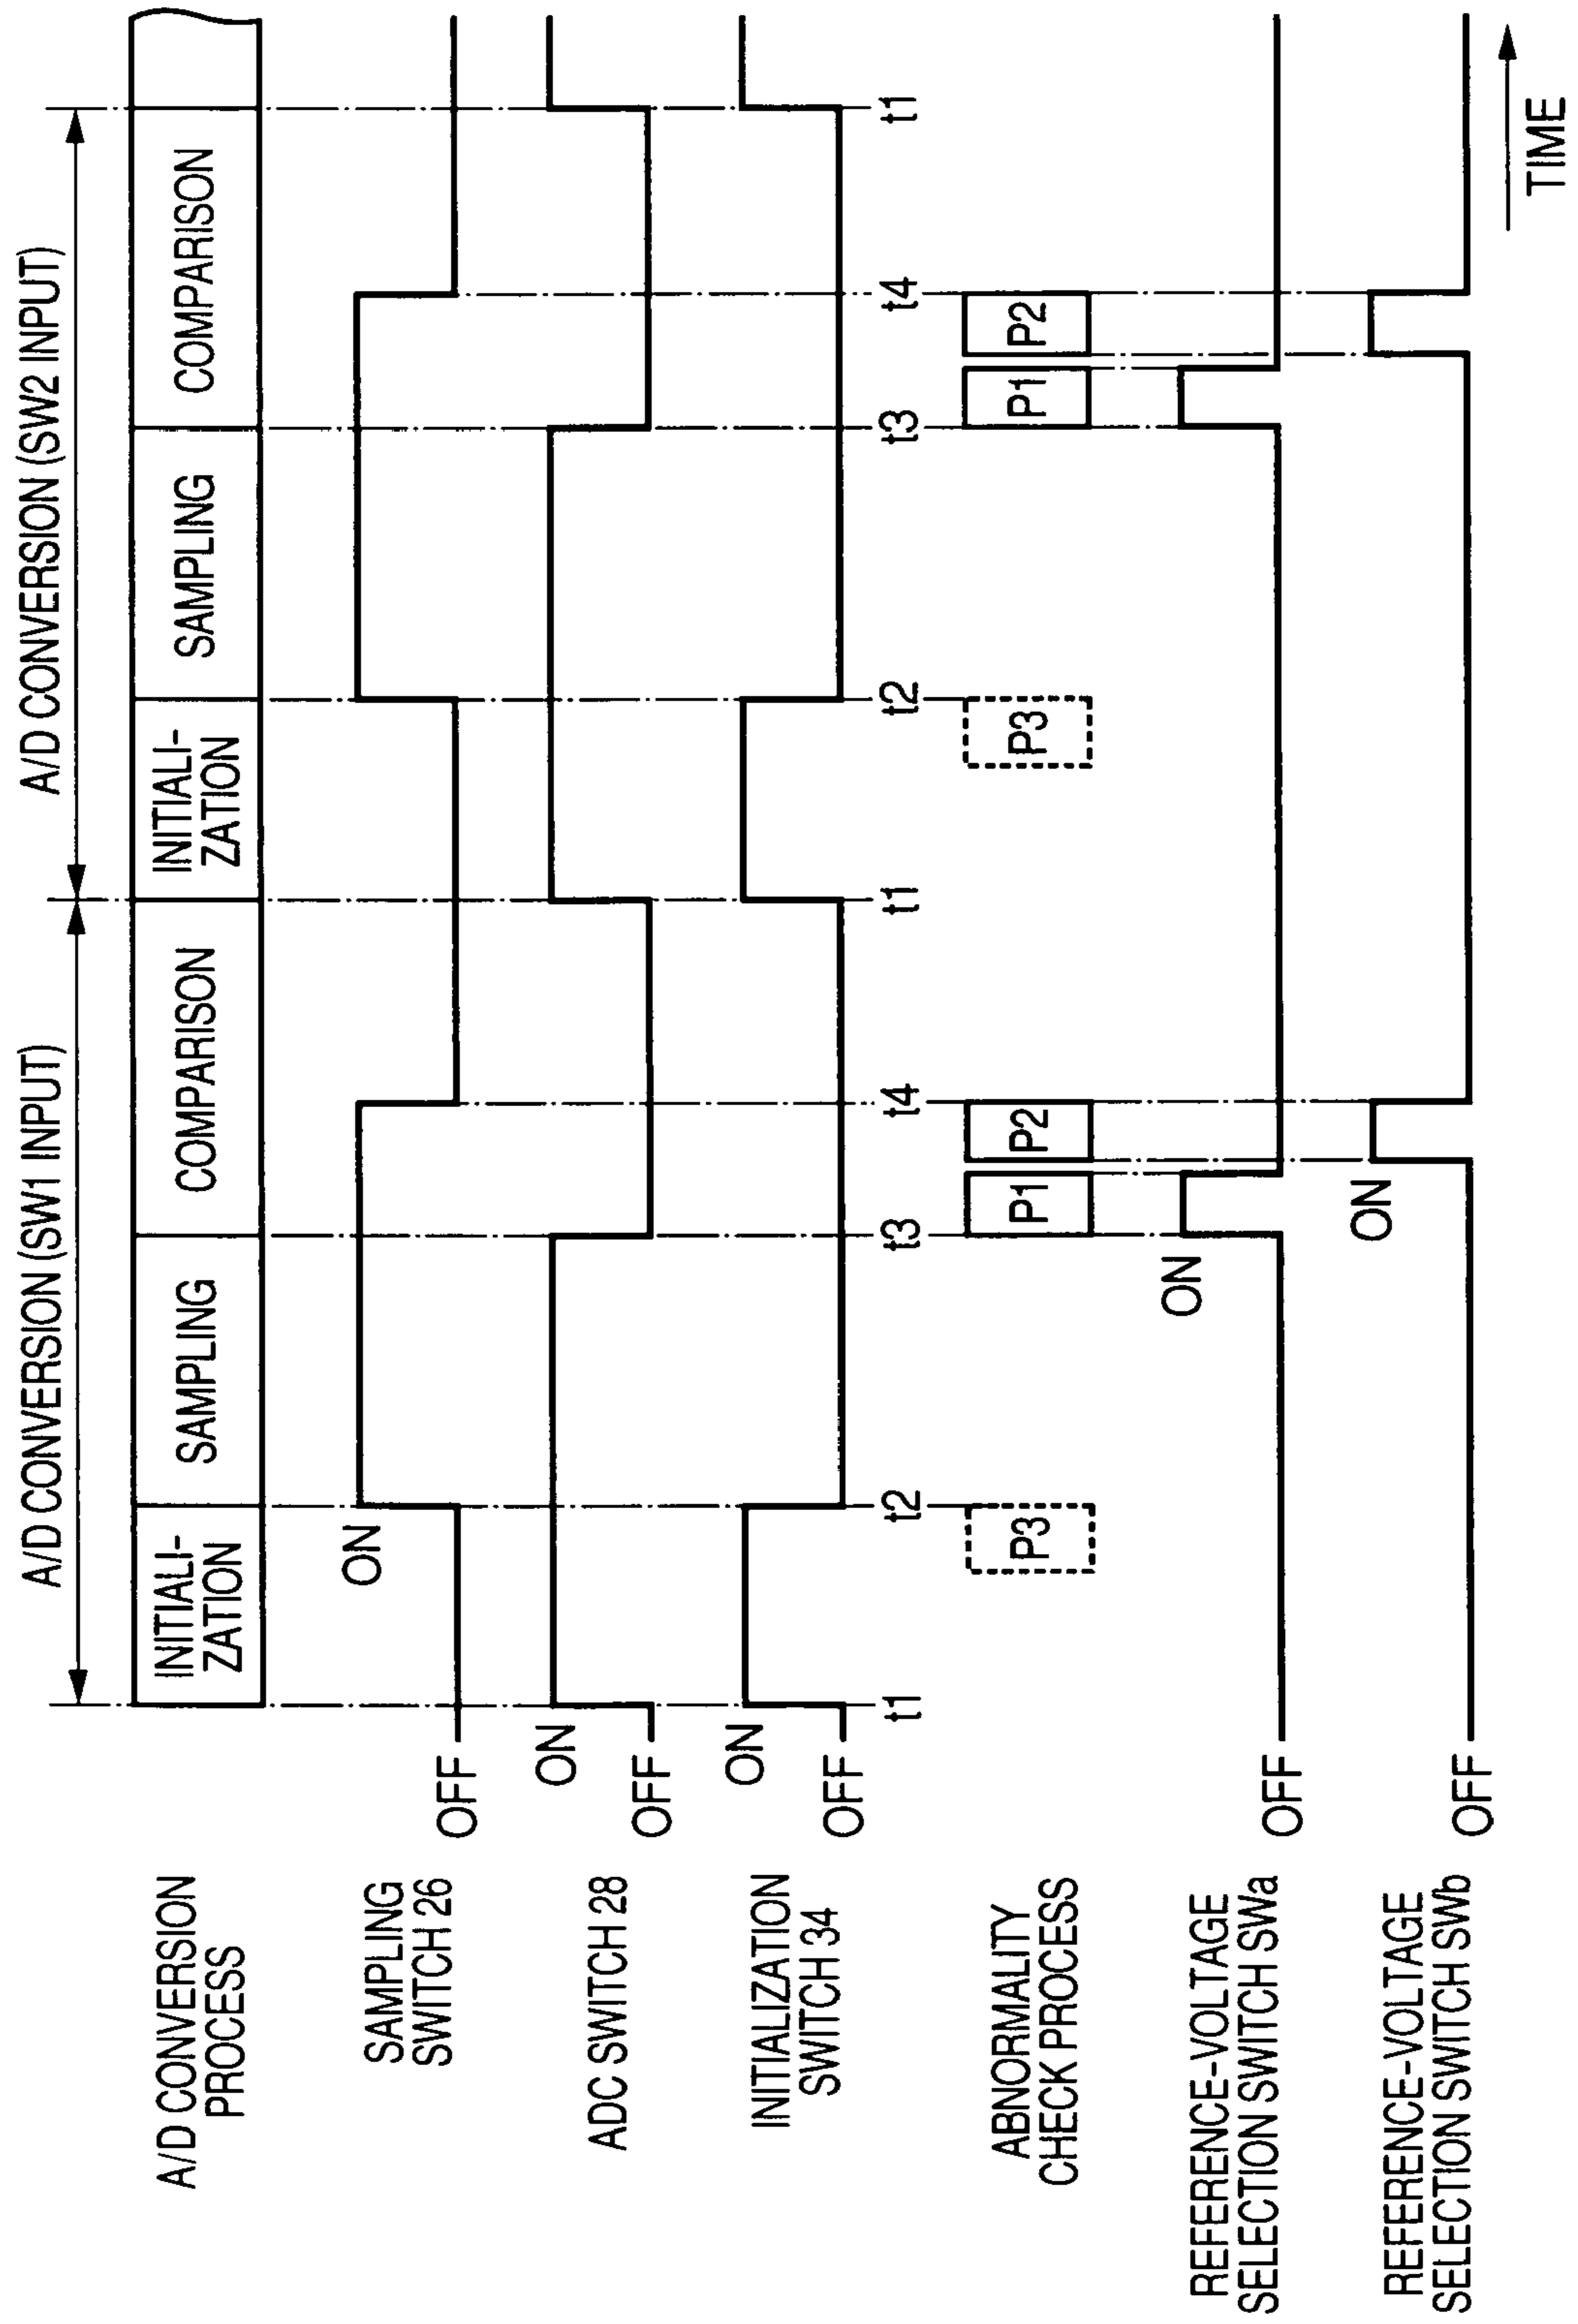 A/D CONVERSION (SW1 INPUT)
A/D CONVERSION (SW2 INPUT)
A/D CONVERSION
PROCESS
INITIALI-
ZATION
SAMPLING
COMPARISON
INITIALI-
ZATION
SAMPLING
COMPARISON
SAMPLING
SWITCH 26
ON
OFF
ADC SWITCH 28
ON
OFF
INITIALIZATION
SWITCH 34
ON
OFF
t1
t2
t3
t4
t1
t2
t3
t4
t1
ABNORMALITY
CHECK PROCESS
P3
P1
P2
P3
P1
P2
REFERENCE-VOLTAGE
SELECTION SWITCH SWa
ON
OFF
REFERENCE-VOLTAGE
SELECTION SWITCH SWb
ON
OFF
TIME